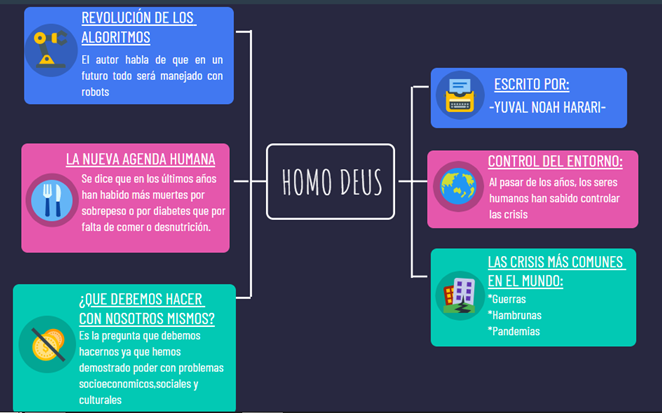 REVOLUCIÓN DE LOS
ALGORITMOS
El autor habla de que en un
futuro todo será manejado con
robots
LA NUEVA AGENDA HUMANA
Se dice que en los últimos años
han habido más muertes por
sobrepeso o por diabetes que por
falta de comer o desnutrición.
¿QUE DEBEMOS HACER
CON NOSOTROS MISMOS?
Es la pregunta que debemos
hacernos ya que hemos
demostrado poder con problemas
socioeconomicos,sociales y
culturales
HOMO DEUS
ESCRITO POR:
-YUVAL NOAH HARARI-
CONTROL DEL ENTORNO:
Al pasar de los años, los seres
humanos han sabido controlar
las crisis
LAS CRISIS MÁS COMUNES
EN EL MUNDO:
*Guerras
*Hambrunas
*Pandemias